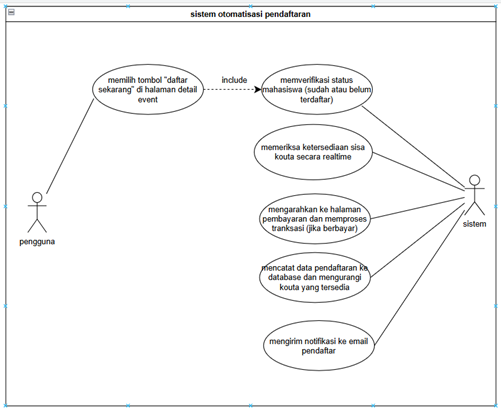 sistem otomatisasi pendaftaran
memilih tombol "daftar
sekarang" di halaman detail
event
include
memverifikasi status
mahasiswa (sudah atau belum
terdaftar)
memeriksa ketersediaan sisa
kouta secara realtime
mengarahkan ke halaman
pembayaran dan memproses
tranksasi (jika berbayar)
mencatat data pendaftaran ke
database dan mengurangi
kouta yang tersedia
mengirim notifikasi ke email
pendaftar
pengguna
sistem